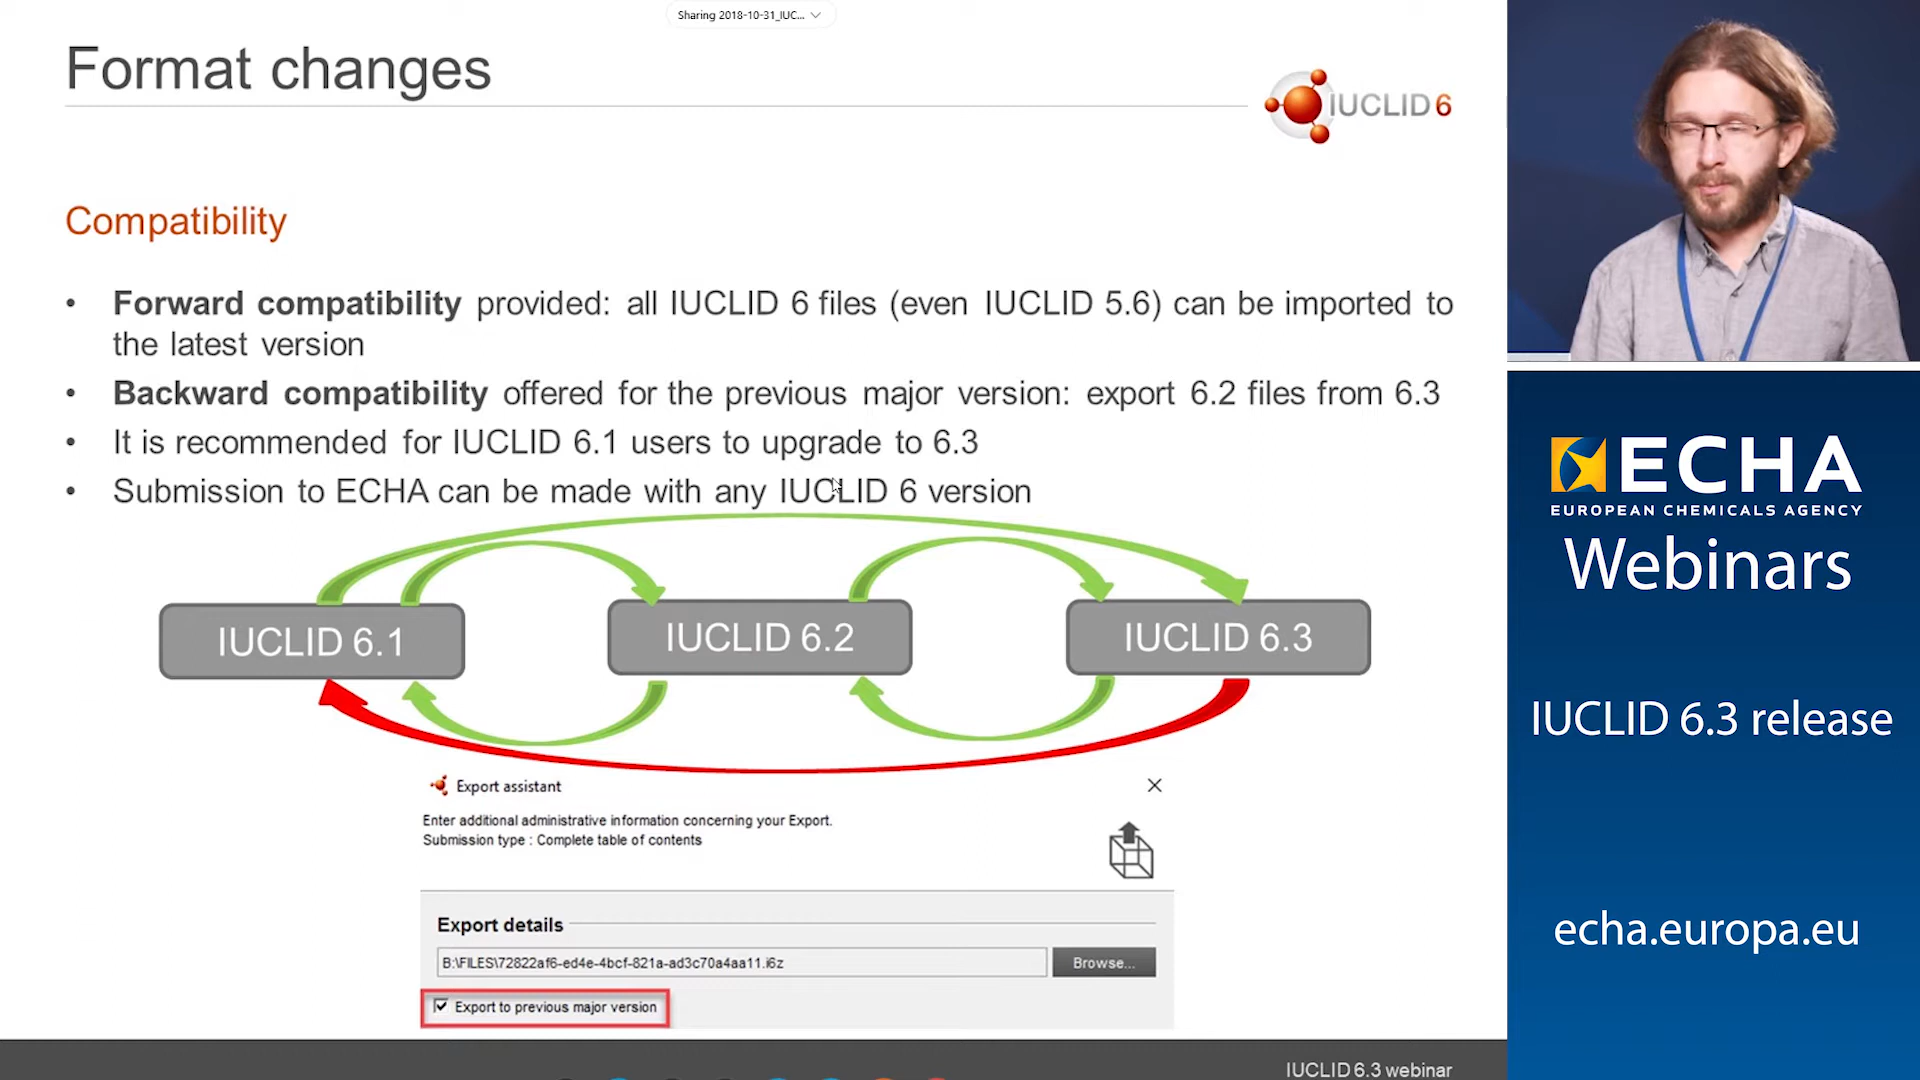 Sharing 2018-10-31_IUC...
Format changes
IUCLID 6
Compatibility
• Forward compatibility provided: all IUCLID 6 files (even IUCLID 5.6) can be imported to
the latest version
• Backward compatibility offered for the previous major version: export 6.2 files from 6.3
• It is recommended for IUCLID 6.1 users to upgrade to 6.3
• Submission to ECHA can be made with any IUCLID 6 version
IUCLID 6.1
IUCLID 6.2
IUCLID 6.3
Export assistant
Enter additional administrative information concerning your Export.
Submission type : Complete table of contents
Export details
B:\FILES\72822af6-ed4e-4bcf-821a-ad3c70a4aa11.i6z
Browse...
Export to previous major version
IUCLID 6.3 webinar
ECHA
EUROPEAN CHEMICALS AGENCY
Webinars
IUCLID 6.3 release
echa.europa.eu